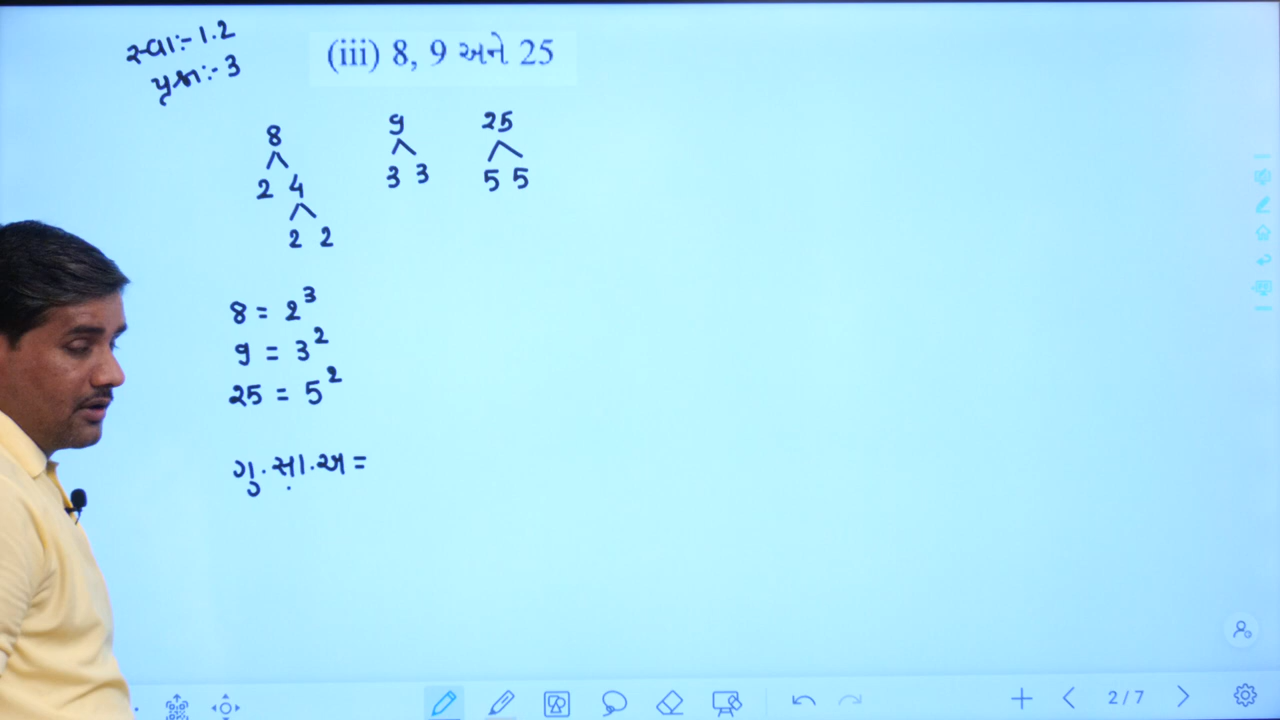 સ્વાઃ- 1.2
પ્રશ્નઃ- 3
(iii) 8, 9 અને 25
8 9 25
2 4 3 3 5 5
2 2
8 = 2³
9 = 3²
25 = 5²
ગુ.સા.અ =
2 / 7